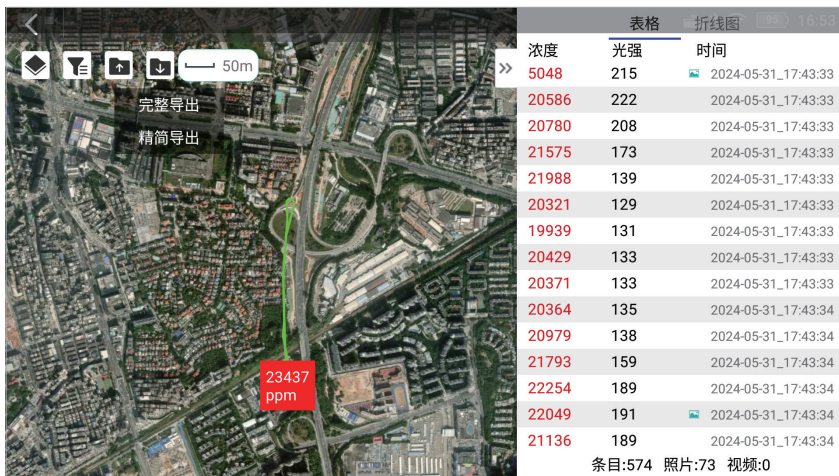 表格 折线图 95 16:53
50m
完整导出
精简导出
23437
ppm
浓度 光强 时间
5048 215 2024-05-31_17:43:33
20586 222 2024-05-31_17:43:33
20780 208 2024-05-31_17:43:33
21575 173 2024-05-31_17:43:33
21988 139 2024-05-31_17:43:33
20321 129 2024-05-31_17:43:33
19939 131 2024-05-31_17:43:33
20429 133 2024-05-31_17:43:33
20371 133 2024-05-31_17:43:33
20364 135 2024-05-31_17:43:34
20979 138 2024-05-31_17:43:34
21793 159 2024-05-31_17:43:34
22254 189 2024-05-31_17:43:34
22049 191 2024-05-31_17:43:34
21136 189 2024-05-31_17:43:34
条目:574 照片:73 视频:0